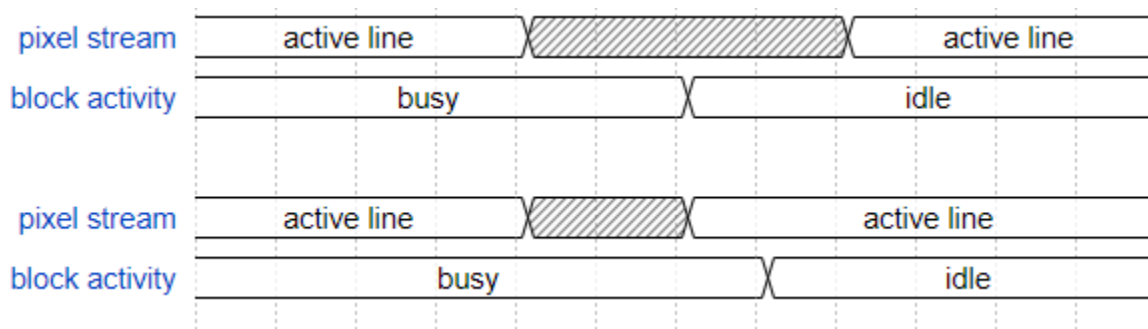 pixel stream active line active line
block activity busy idle
pixel stream active line active line
block activity busy idle